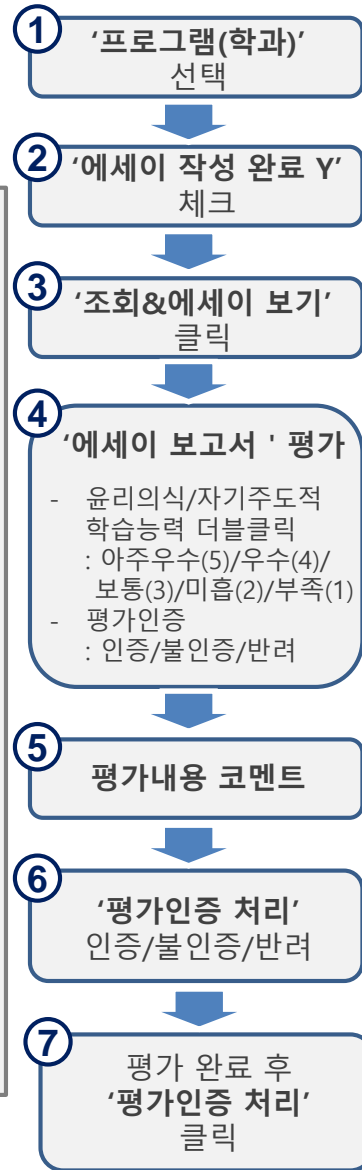 1
‘프로그램(학과)’
선택
2
‘에세이 작성 완료 Y’
체크
3
‘조회&에세이 보기’
클릭
4
‘에세이 보고서 ' 평가
- 윤리의식/자기주도적
학습능력 더블클릭
: 아주우수(5)/우수(4)/
보통(3)/미흡(2)/부족(1)
- 평가인증
: 인증/불인증/반려
5
평가내용 코멘트
6
‘평가인증 처리’
인증/불인증/반려
7
평가 완료 후
‘평가인증 처리’
클릭